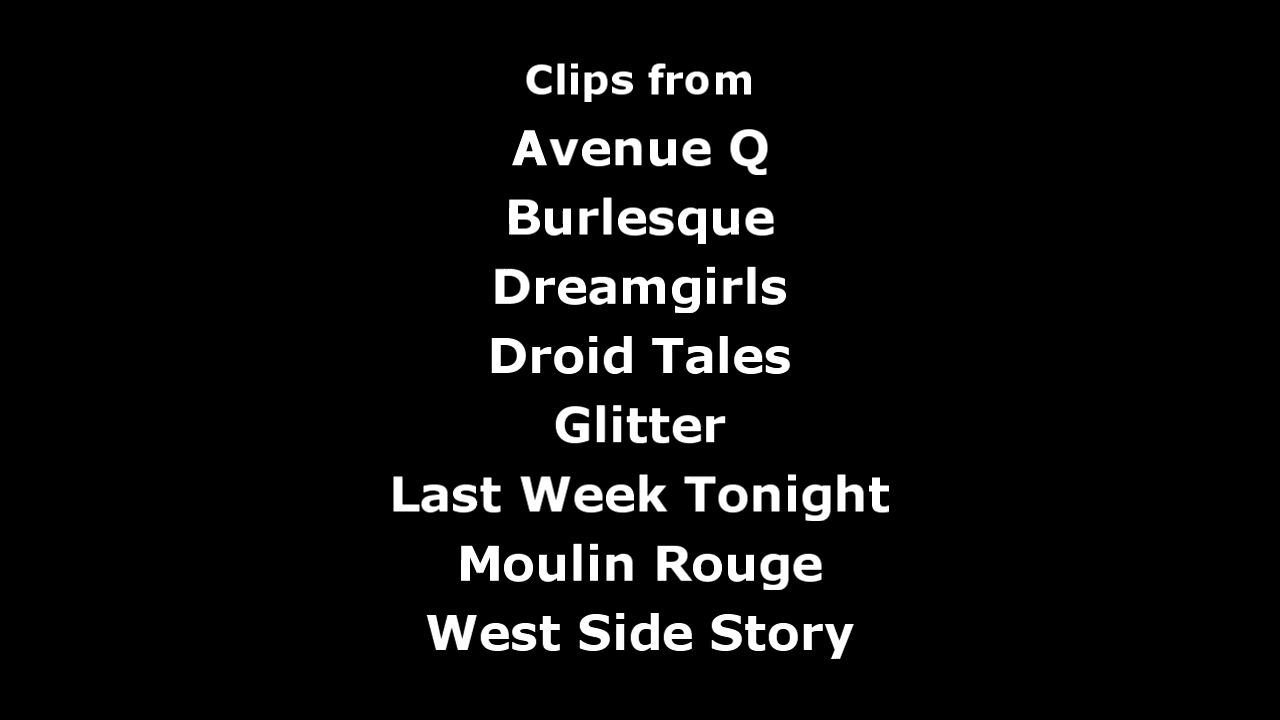 Clips from
Avenue Q
Burlesque
Dreamgirls
Droid Tales
Glitter
Last Week Tonight
Moulin Rouge
West Side Story